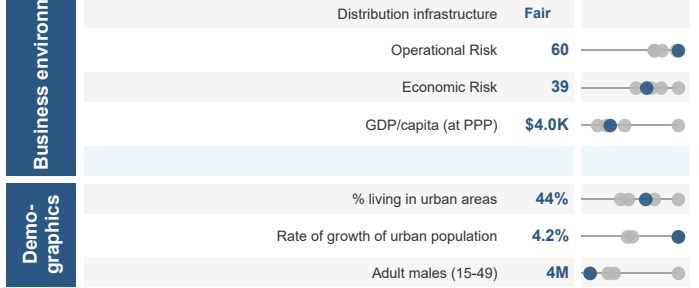 Business environm
Distribution infrastructure Fair
Operational Risk 60
Economic Risk 39
GDP/capita (at PPP) $4.0K
Demo-
graphics
% living in urban areas 44%
Rate of growth of urban population 4.2%
Adult males (15-49) 4M